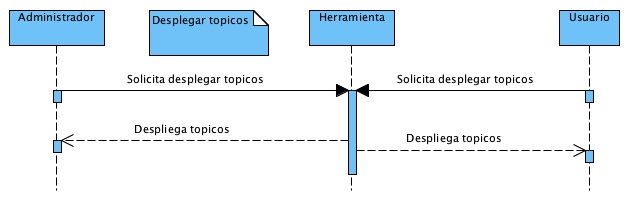 Administrador
Desplegar topicos
Herramienta
Usuario
Solicita desplegar topicos
Solicita desplegar topicos
Despliega topicos
Despliega topicos